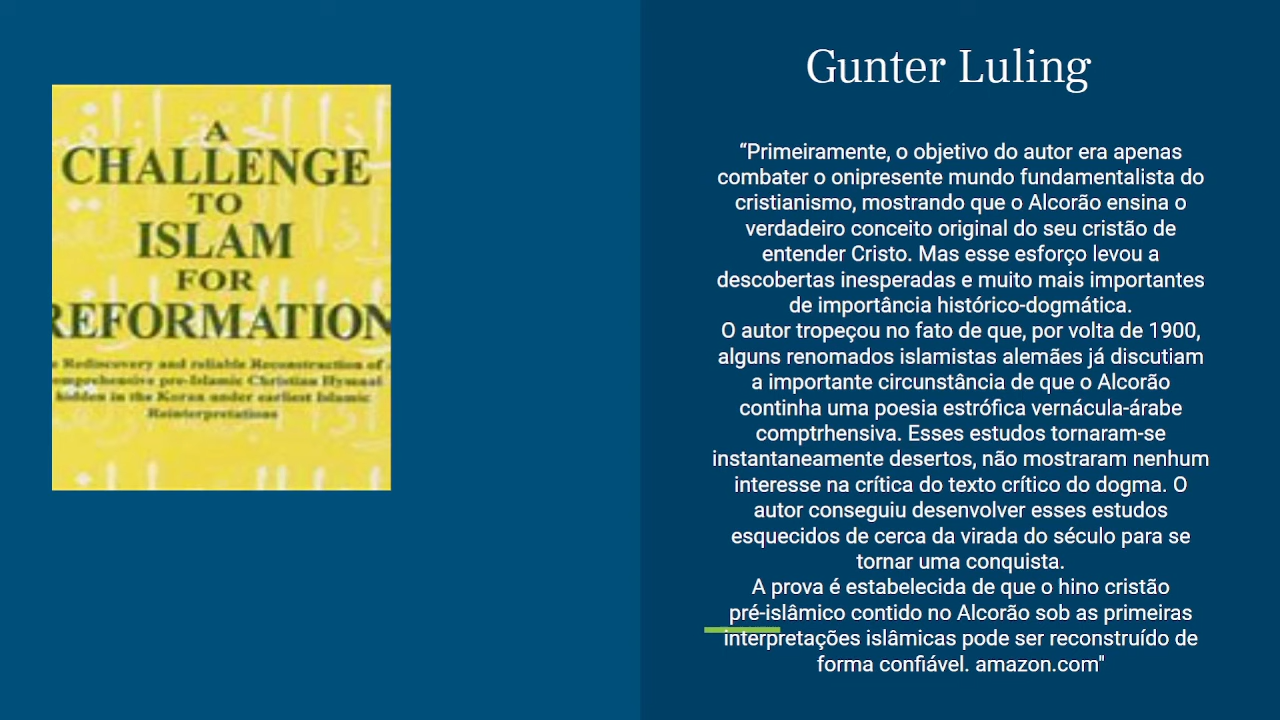 A
CHALLENGE
TO
ISLAM
FOR
REFORMATION
Rediscovery and reliable Reconstruction of
comprehensive pre-Islamic Christian Hymnal
hidden in the Koran under earliest Islamic
Reinterpretations
Gunter Luling
“Primeiramente, o objetivo do autor era apenas
combater o onipresente mundo fundamentalista do
cristianismo, mostrando que o Alcorão ensina o
verdadeiro conceito original do seu cristão de
entender Cristo. Mas esse esforço levou a
descobertas inesperadas e muito mais importantes
de importância histórico-dogmática.
O autor tropeçou no fato de que, por volta de 1900,
alguns renomados islamistas alemães já discutiam
a importante circunstância de que o Alcorão
continha uma poesia estrófica vernácula-árabe
comptrhensiva. Esses estudos tornaram-se
instantaneamente desertos, não mostraram nenhum
interesse na crítica do texto crítico do dogma. O
autor conseguiu desenvolver esses estudos
esquecidos de cerca da virada do século para se
tornar uma conquista.
A prova é estabelecida de que o hino cristão
pré-islâmico contido no Alcorão sob as primeiras
interpretações islâmicas pode ser reconstruído de
forma confiável. amazon.com"